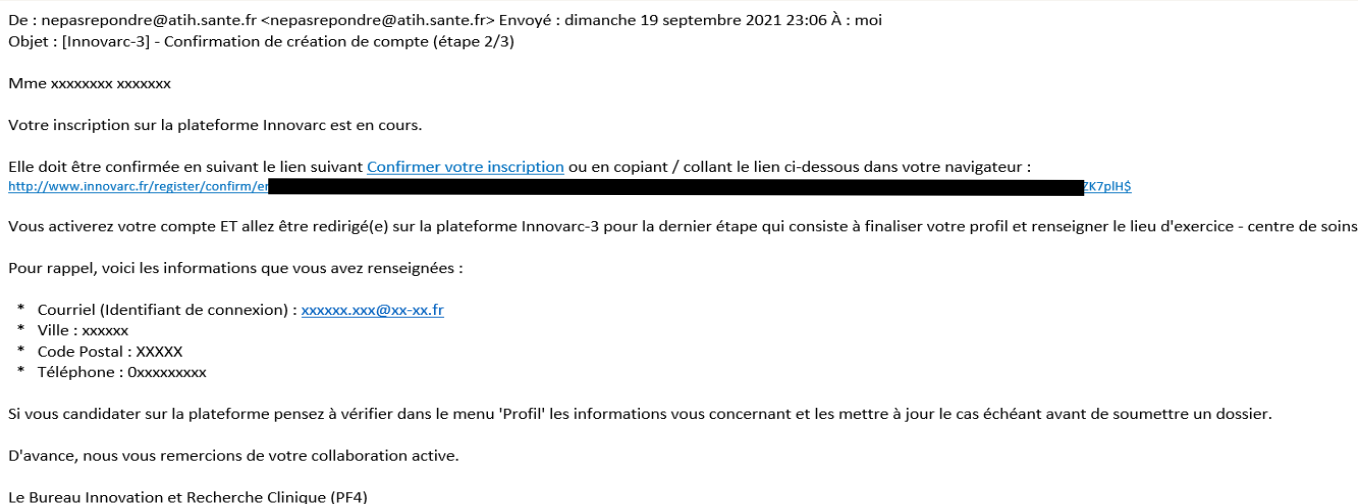 De : nepasrepondre@atih.sante.fr <nepasrepondre@atih.sante.fr> Envoyé : dimanche 19 septembre 2021 23:06 À : moi
Objet : [Innovarc-3] - Confirmation de création de compte (étape 2/3)
Mme xxxxxxxx xxxxxxx
Votre inscription sur la plateforme Innovarc est en cours.
Elle doit être confirmée en suivant le lien suivant Confirmer votre inscription ou en copiant / collant le lien ci-dessous dans votre navigateur :
http://www.innovarc.fr/register/confirm/er ZK7plH$
Vous activerez votre compte ET allez être redirigé(e) sur la plateforme Innovarc-3 pour la dernière étape qui consiste à finaliser votre profil et renseigner le lieu d'exercice - centre de soins
Pour rappel, voici les informations que vous avez renseignées :
* Courriel (Identifiant de connexion) : xxxxxx.xxx@xx-xx.fr
* Ville : xxxxxx
* Code Postal : XXXXX
* Téléphone : 0xxxxxxxxx
Si vous candidater sur la plateforme pensez à vérifier dans le menu 'Profil' les informations vous concernant et les mettre à jour le cas échéant avant de soumettre un dossier.
D'avance, nous vous remercions de votre collaboration active.
Le Bureau Innovation et Recherche Clinique (PF4)